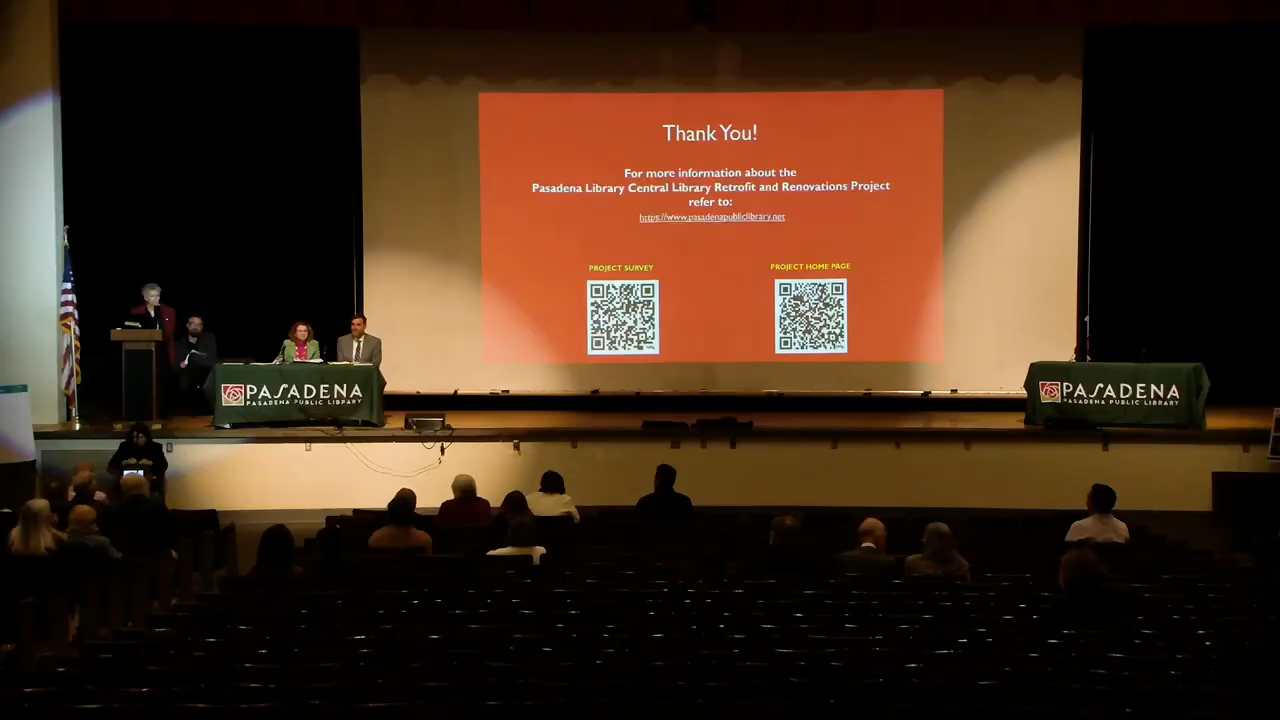 Thank You!
For more information about the
Pasadena Library Central Library Retrofit and Renovations Project
refer to:
https://www.pasadenapubliclibrary.net
PROJECT SURVEY
PROJECT HOME PAGE
PASADENA
PASADENA PUBLIC LIBRARY
PASADENA
PASADENA PUBLIC LIBRARY